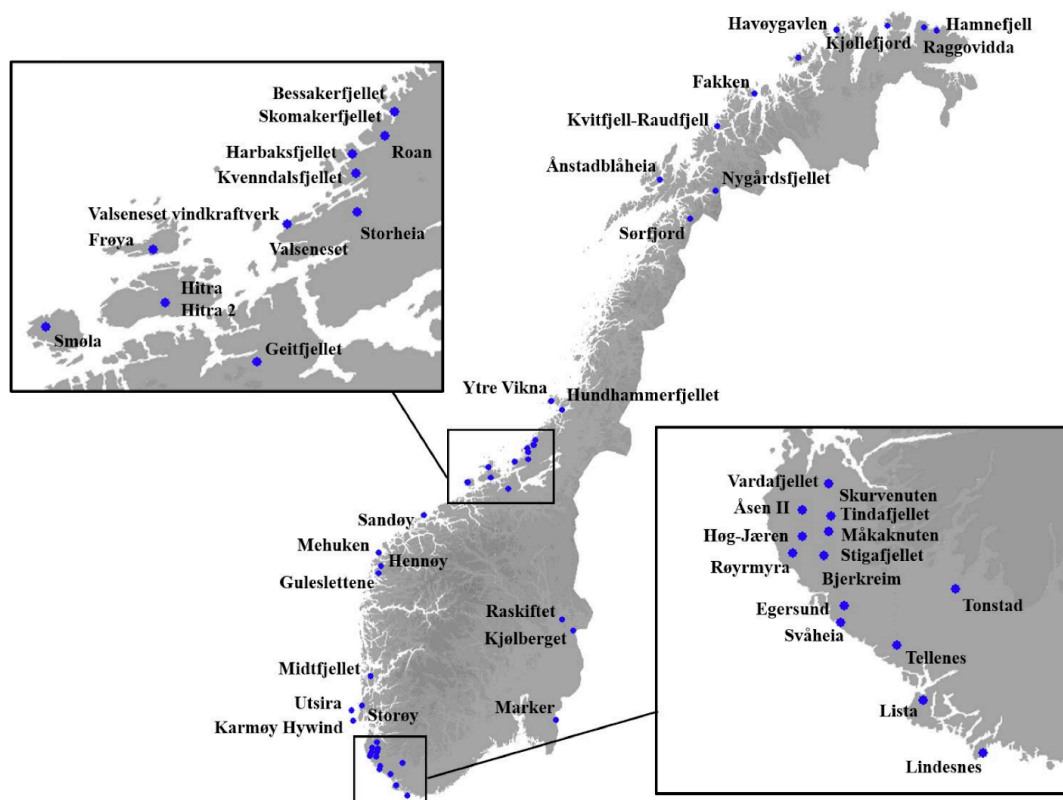 Havøygavlen
Hamnefjell
Kjøllefjord
Raggovidda
Fakken
Kvitfjell-Raudfjell
Ånstadblåheia
Nygårdsfjellet
Sørfjord
Bessakerfjellet
Skomakerfjellet
Roan
Harbaksfjellet
Kvenndalsfjellet
Valseneset vindkraftverk
Storheia
Frøya
Valseneset
Hitra
Hitra 2
Smøla
Geitfjellet
Ytre Vikna
Hundhammerfjellet
Sandøy
Mehuken
Hennøy
Guleslettene
Raskiftet
Kjølberget
Midtfjellet
Utsira
Storøy
Marker
Karmøy Hywind
Vardafjellet
Skurvenuten
Åsen II
Tindafjellet
Høg-Jæren
Måkaknuten
Røyrmyra
Stigafjellet
Bjerkreim
Egersund
Tonstad
Svåheia
Tellenes
Lista
Lindesnes